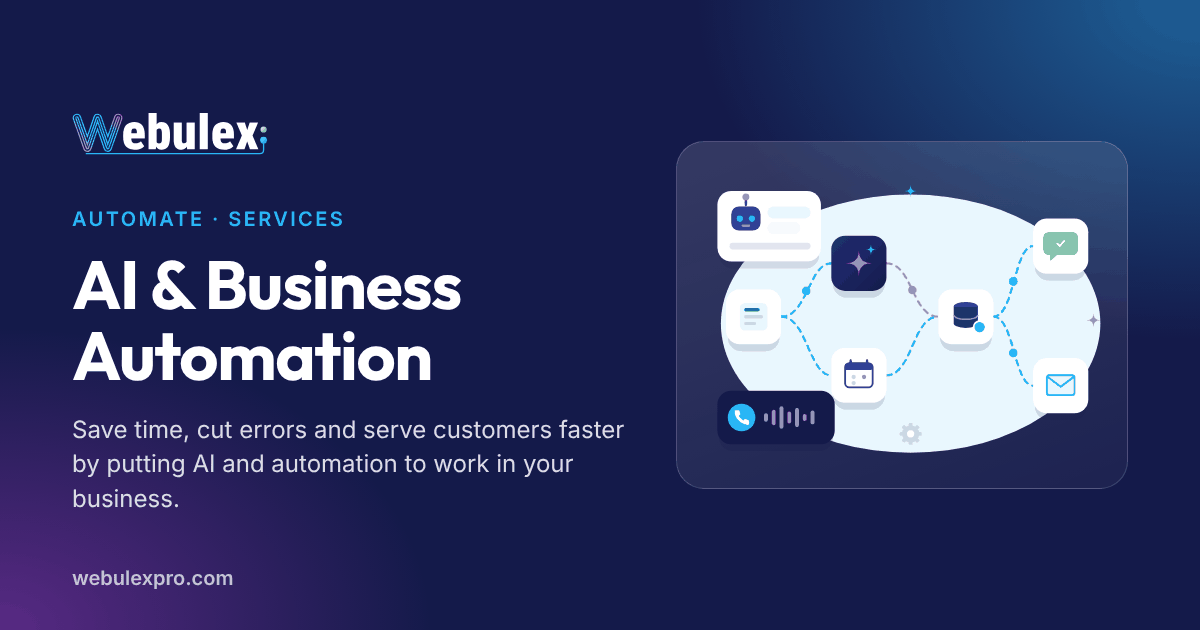 Webulex
AUTOMATE · SERVICES
AI & Business
Automation
Save time, cut errors and serve customers faster
by putting AI and automation to work in your
business.
webulexpro.com